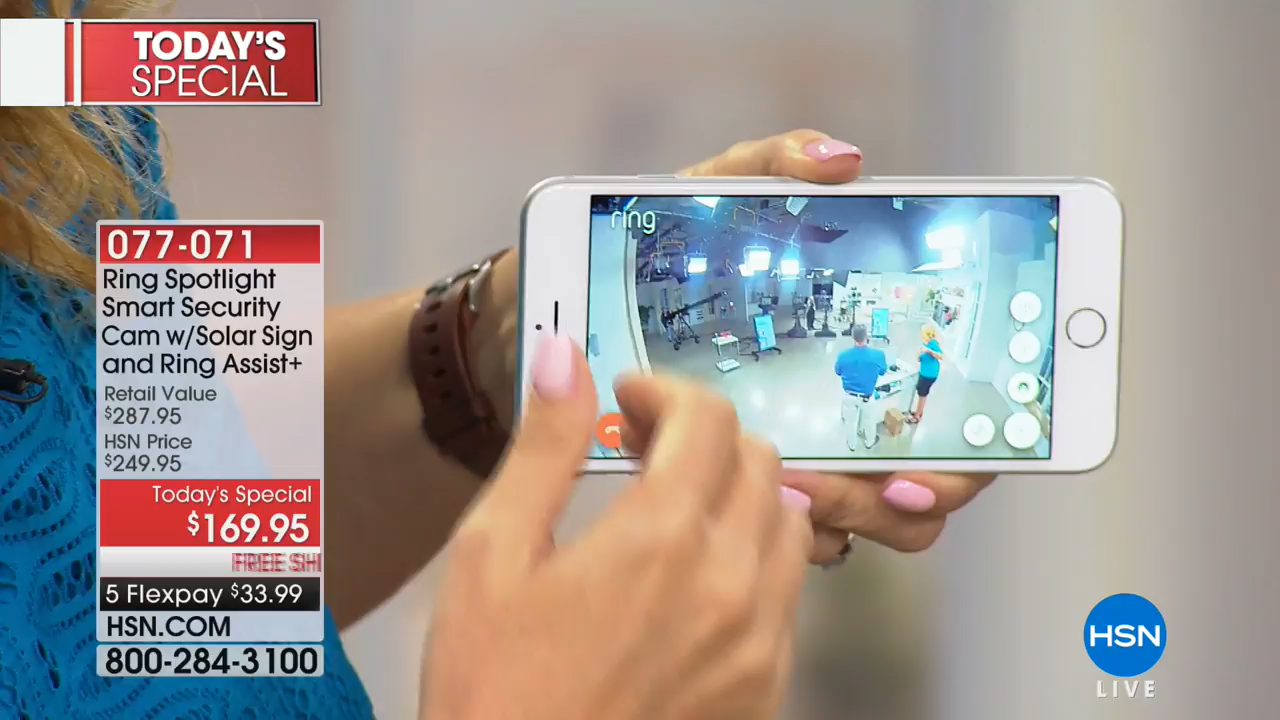 TODAY'S
SPECIAL
ring
077-071
Ring Spotlight
Smart Security
Cam w/Solar Sign
and Ring Assist+
Retail Value
$287.95
HSN Price
$249.95
Today's Special
$169.95
FREE SHI
5 Flexpay $33.99
HSN.COM
800-284-3100
HSN
LIVE